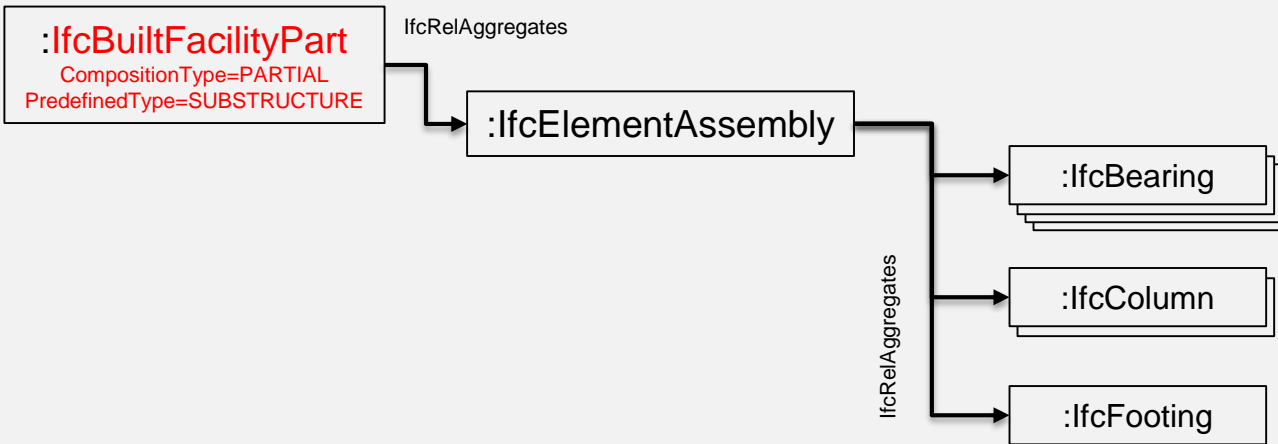 :IfcBuiltFacilityPart
CompositionType=PARTIAL
PredefinedType=SUBSTRUCTURE
IfcRelAggregates
:IfcElementAssembly
:IfcBearing
IfcRelAggregates
:IfcColumn
:IfcFooting